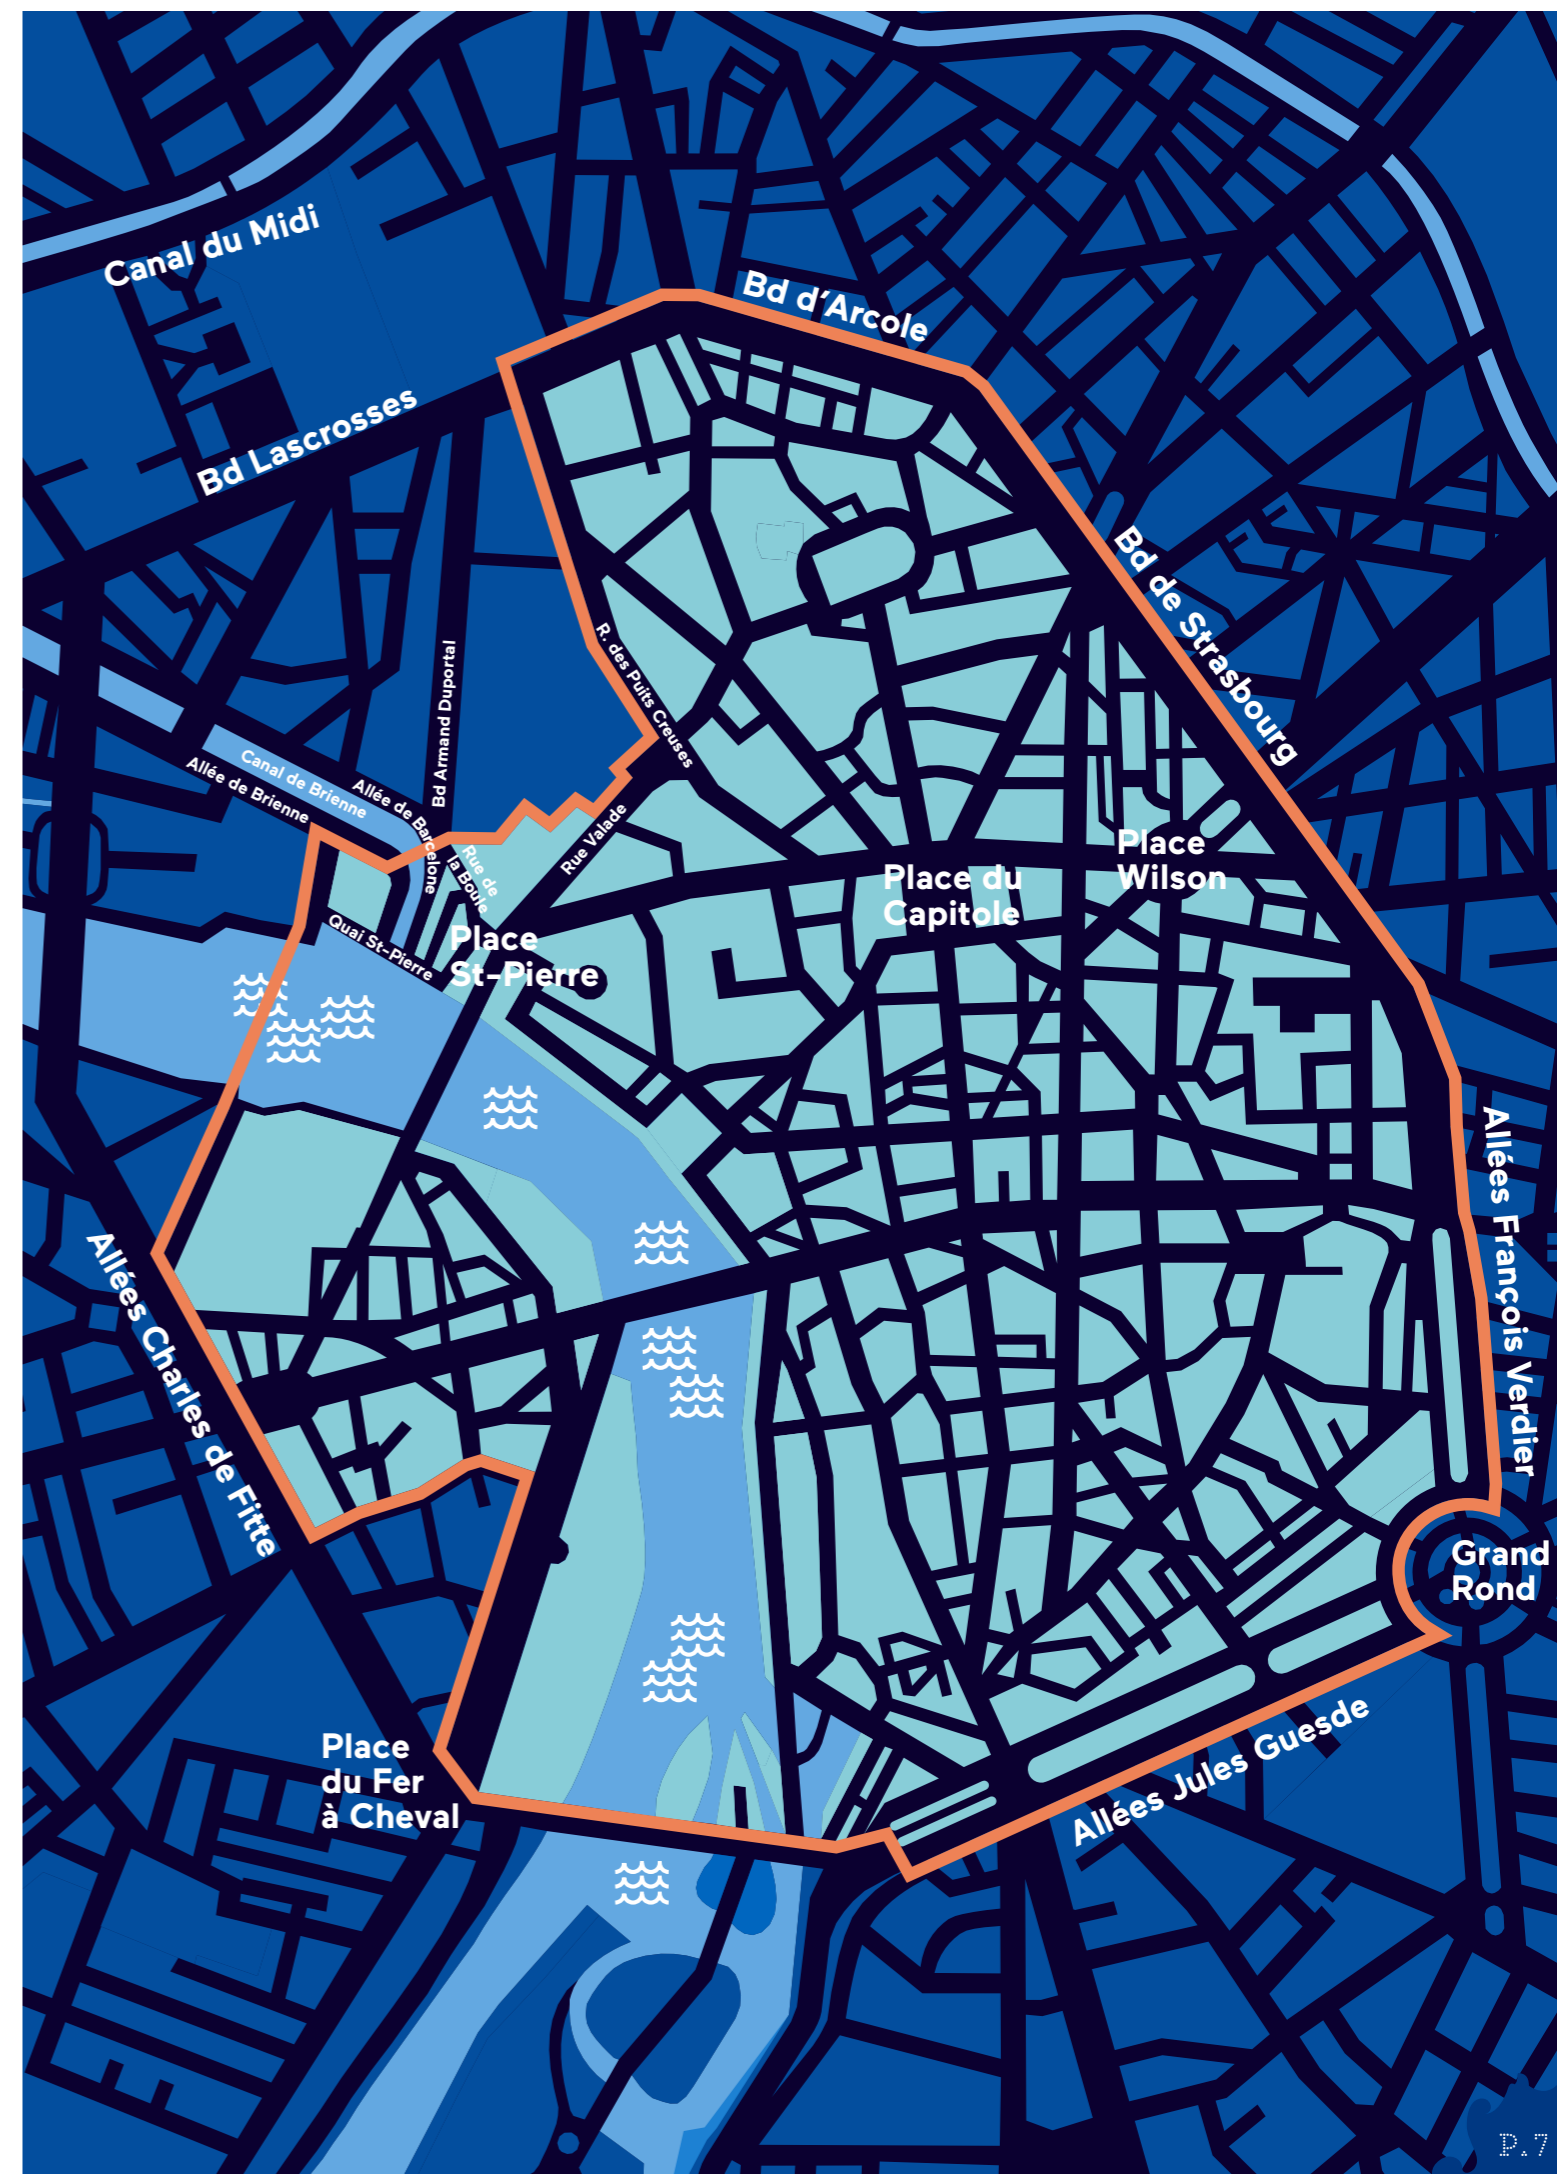 Canal du Midi
Bd d’Arcole
Bd Lascrosses
Bd de Strasbourg
R. des Puits Creuses
Bd Armand Duportal
Canal de Brienne
Allée de Brienne
Allée de Barcelone
Rue de
la Boule
Rue Valade
Place
Wilson
Place du
Capitole
Quai St-Pierre
Place
St-Pierre
Allées François Verdier
Allées Charles de Fitte
Grand
Rond
Allées Jules Guesde
Place
du Fer
à Cheval
P.7